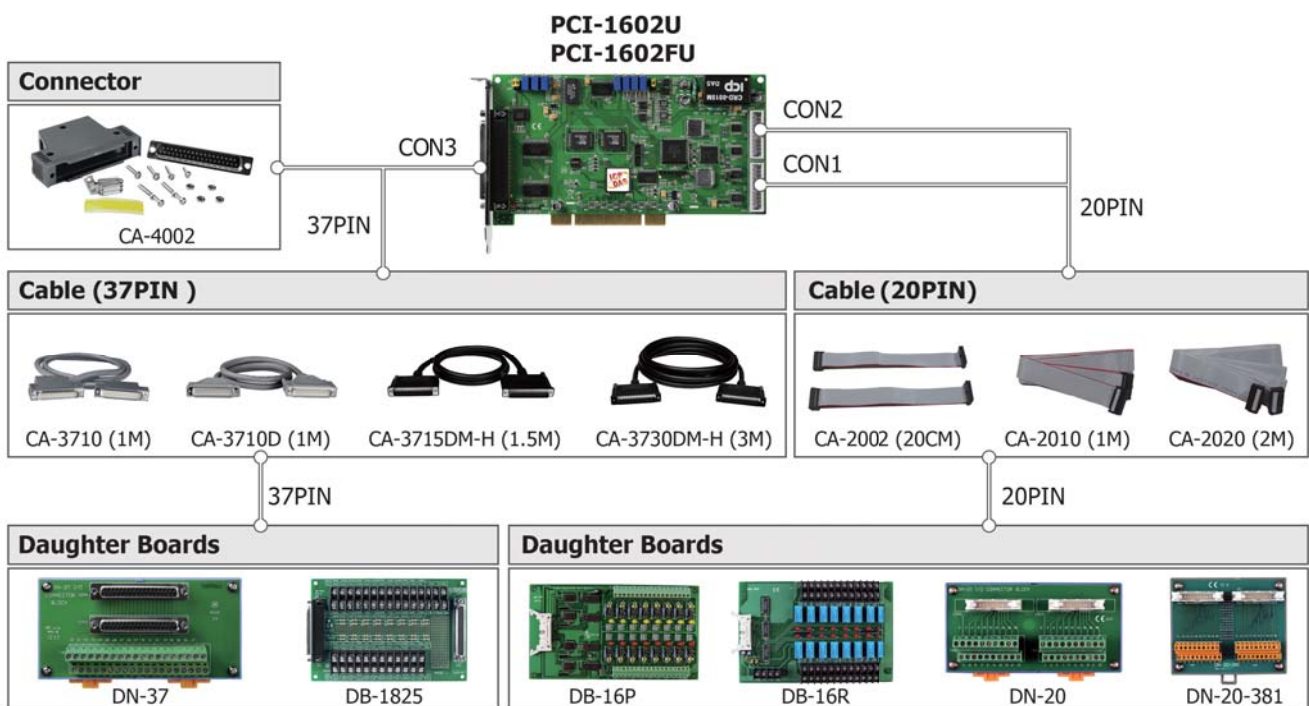 PCI-1602U
PCI-1602FU
Connector
CA-4002
CON3
CON2
CON1
37PIN
20PIN
Cable (37PIN )
CA-3710 (1M)
CA-3710D (1M)
CA-3715DM-H (1.5M)
CA-3730DM-H (3M)
Cable (20PIN)
CA-2002 (20CM)
CA-2010 (1M)
CA-2020 (2M)
37PIN
20PIN
Daughter Boards
DN-37
DB-1825
Daughter Boards
DB-16P
DB-16R
DN-20
DN-20-381